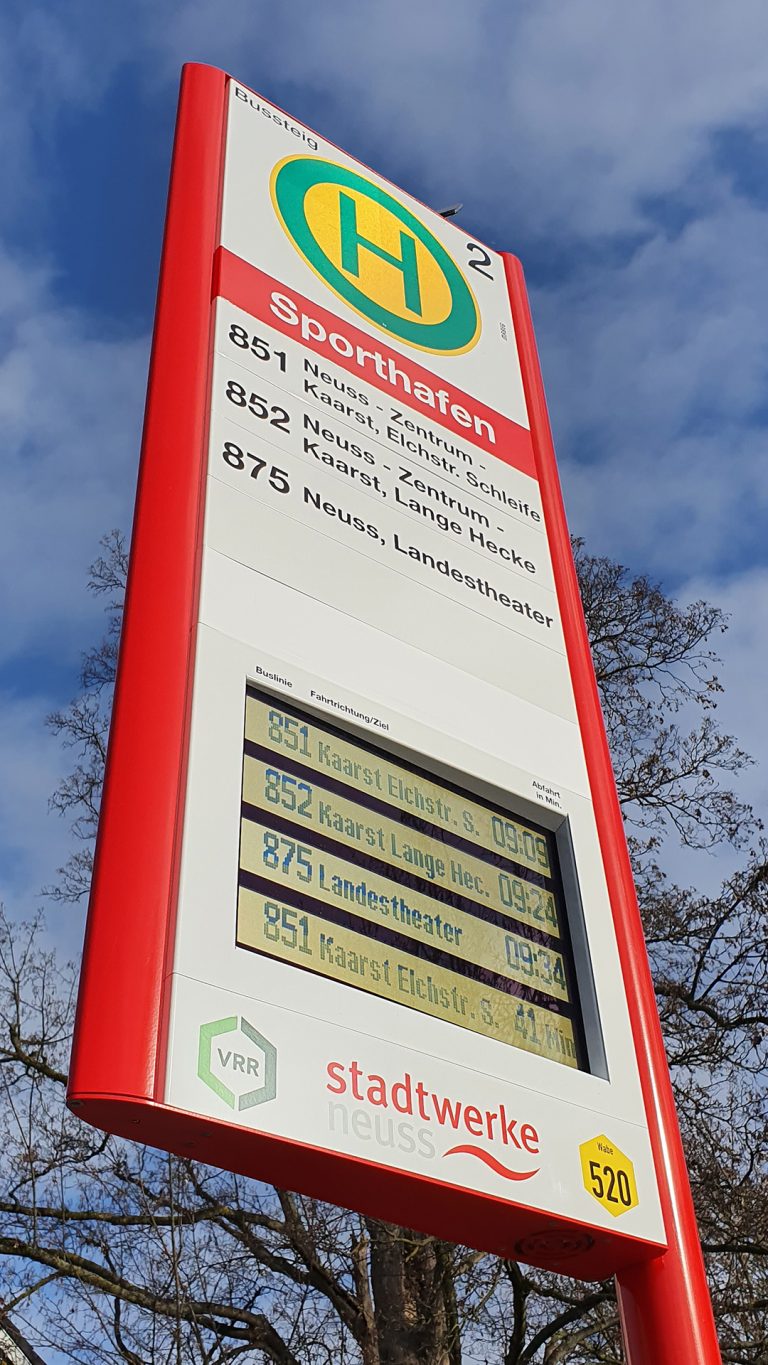 Bussteig
H
2
Sporthafen
851 Neuss - Zentrum -
Kaarst, Elchstr. Schleife
852 Neuss - Zentrum -
Kaarst, Lange Hecke
875 Neuss, Landestheater
Buslinie Fahrtrichtung/Ziel Abfahrt
in Min.
851 Kaarst Elchstr. S. 09:09
852 Kaarst Lange Hec. 09:24
875 Landestheater 09:34
851 Kaarst Elchstr. S. 41 Min
VRR
stadtwerke
neuss
Wabe
520